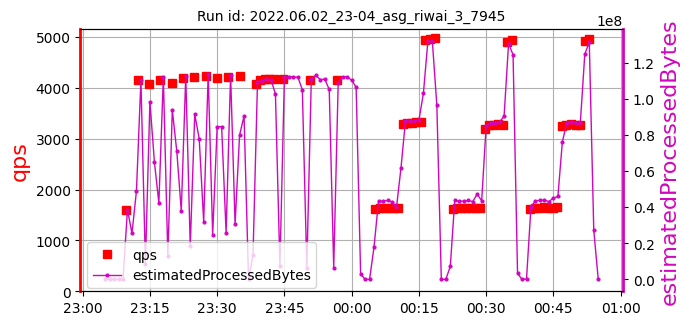 Run id: 2022.06.02_23-04_asg_riwai_3_7945
1e8
5000
4000
3000
2000
1000
0
qps
1.2
1.0
0.8
0.6
0.4
0.2
0.0
estimatedProcessedBytes
qps
estimatedProcessedBytes
23:00 23:15 23:30 23:45 00:00 00:15 00:30 00:45 01:00